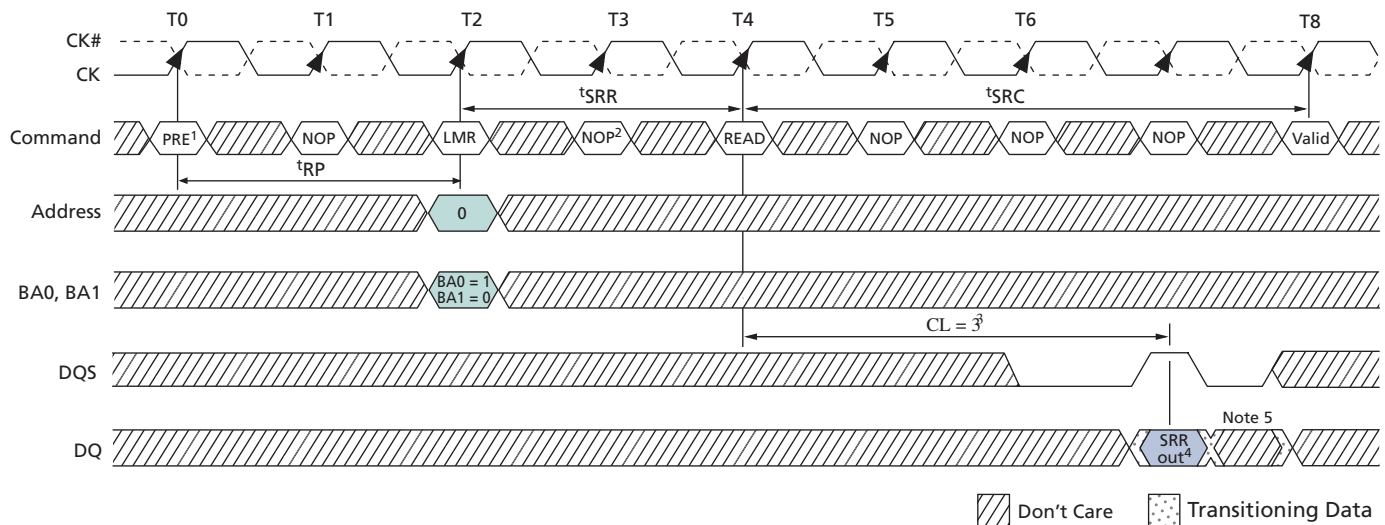 T0 T1 T2 T3 T4 T5 T6 T8
CK#
CK
tSRR tSRC
Command PRE1 NOP LMR NOP2 READ NOP NOP NOP Valid
tRP
Address 0
BA0, BA1 BA0 = 1
BA1 = 0
CL = 33
DQS
Note 5
DQ SRR
out4
Don't Care Transitioning Data